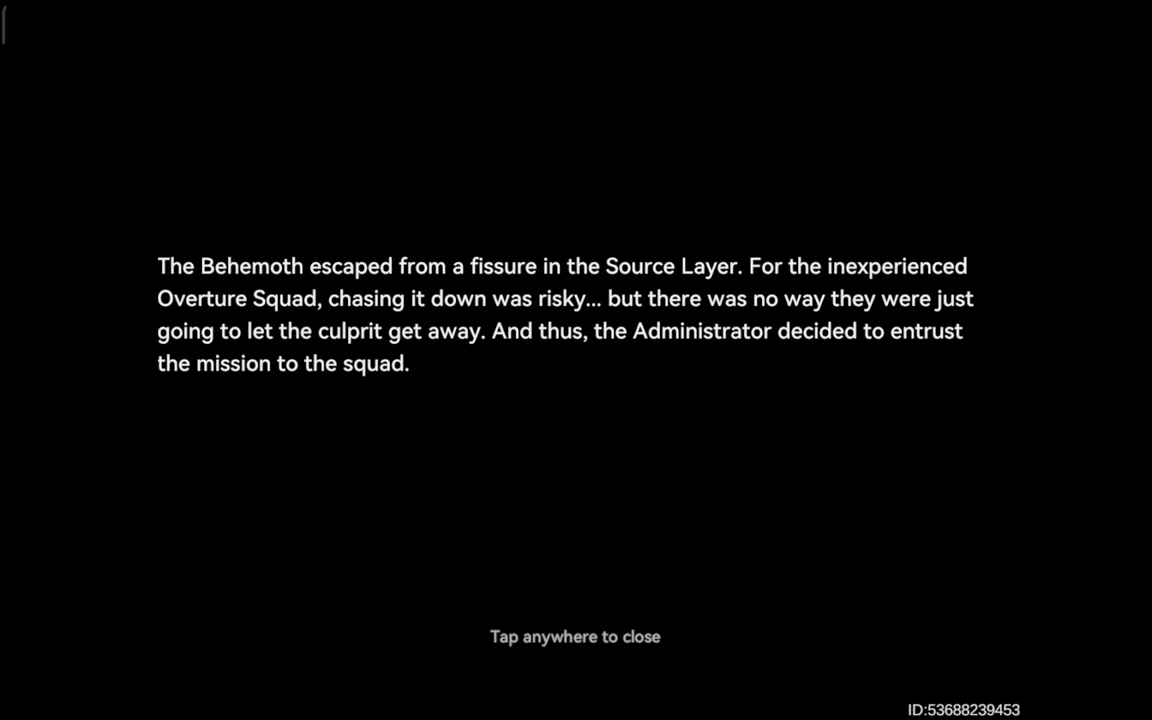 The Behemoth escaped from a fissure in the Source Layer. For the inexperienced
Overture Squad, chasing it down was risky... but there was no way they were just
going to let the culprit get away. And thus, the Administrator decided to entrust
the mission to the squad.
Tap anywhere to close
ID:53688239453